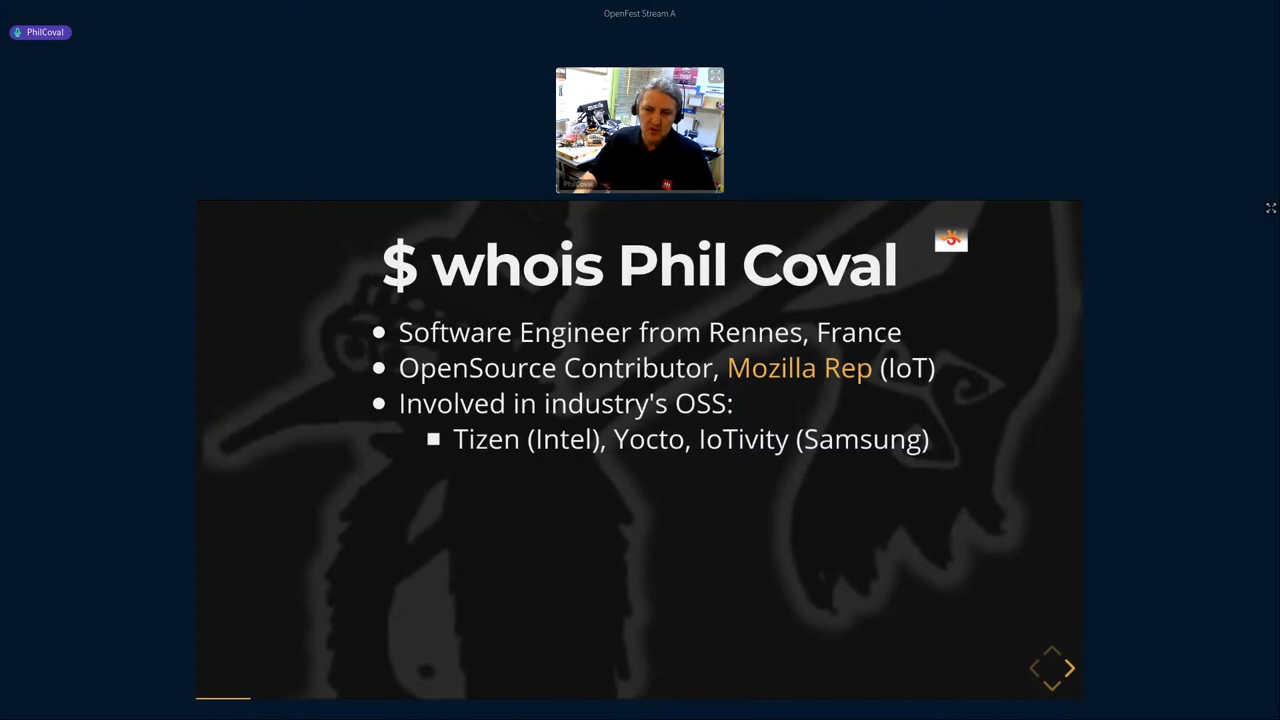 OpenFest Stream A
PhilCoval
PhilCoval
$ whois Phil Coval
Software Engineer from Rennes, France
OpenSource Contributor, Mozilla Rep (IoT)
Involved in industry's OSS:
Tizen (Intel), Yocto, IoTivity (Samsung)